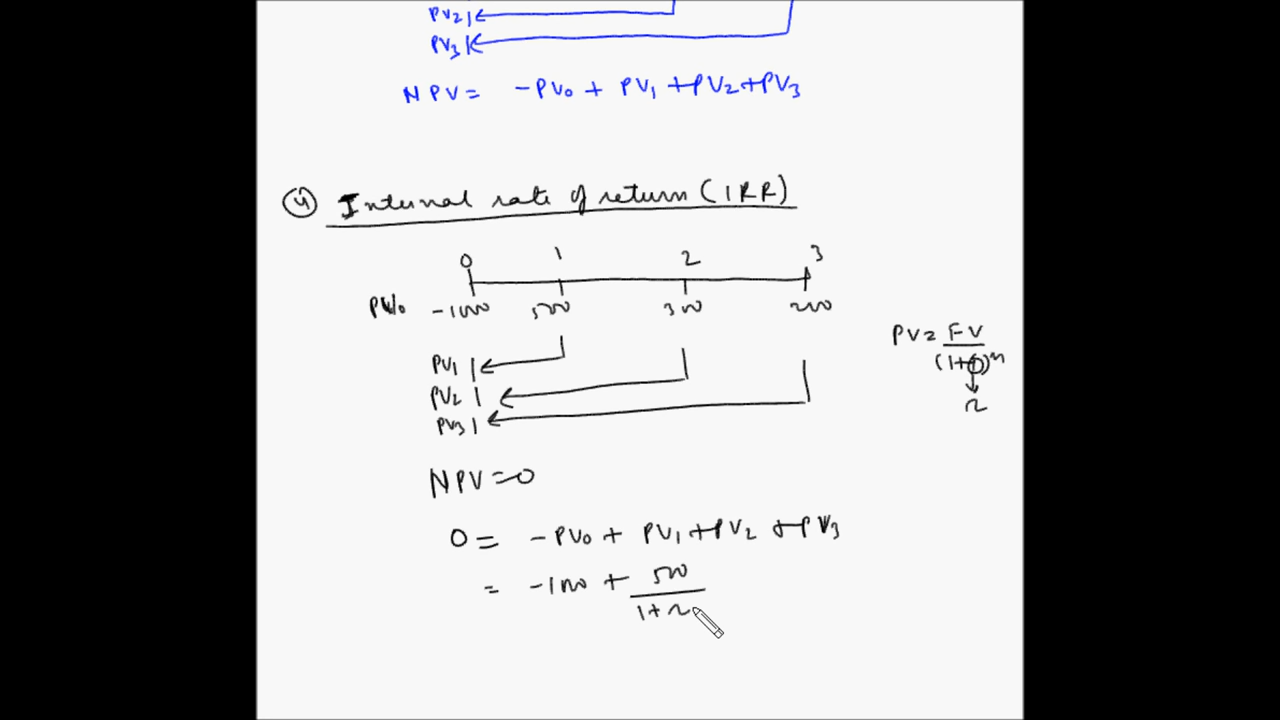 PV2
PV3
NPV = -PV0 + PV1 + PV2 + PV3
4 Internal rate of return (IRR)
0 1 2 3
-1000 500 300 200
PV1
PV2
PV3
PV = FV
(1+r)^n
r
NPV = 0
0 = -PV0 + PV1 + PV2 + PV3
= -1000 + 500
1+r